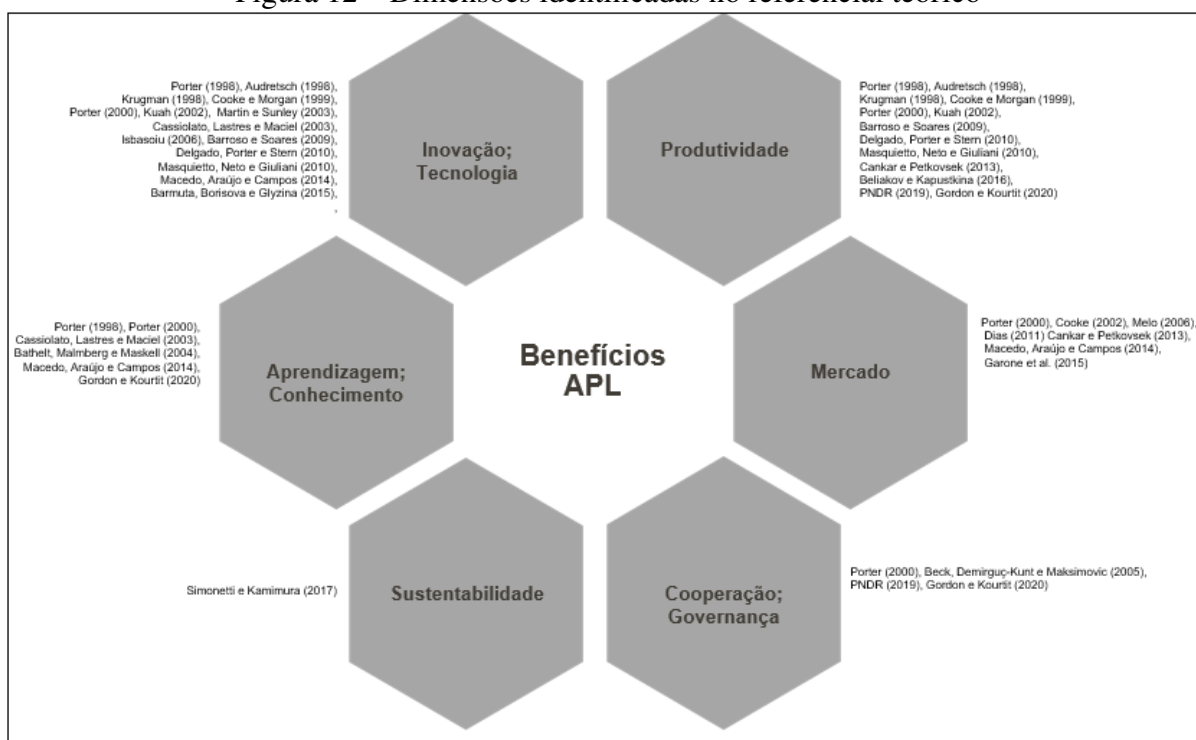 Figura 12 – Dimensões identificadas no referencial teórico
Porter (1998), Audretsch (1998),
Krugman (1998), Cooke e Morgan (1999),
Porter (2000), Kuah (2002), Martin e Sunley (2003),
Cassiolato, Lastres e Maciel (2003),
Isbasoiu (2006), Barroso e Soares (2009),
Delgado, Porter e Stern (2010),
Masquietto, Neto e Giuliani (2010),
Macedo, Araújo e Campos (2014),
Barmuta, Borisova e Glyzina (2015),
,
Inovação;
Tecnologia
Produtividade
Porter (1998), Audretsch (1998),
Krugman (1998), Cooke e Morgan (1999),
Porter (2000), Kuah (2002),
Barroso e Soares (2009),
Delgado, Porter e Stern (2010),
Masquietto, Neto e Giuliani (2010),
Cankar e Petkovsek (2013),
Beliakov e Kapustkina (2016),
PNDR (2019), Gordon e Kourtit (2020)
Porter (1998), Porter (2000),
Cassiolato, Lastres e Maciel (2003),
Bathelt, Malmberg e Maskell (2004),
Macedo, Araújo e Campos (2014),
Gordon e Kourtit (2020)
Aprendizagem;
Conhecimento
Benefícios
APL
Mercado
Porter (2000), Cooke (2002), Melo (2006),
Dias (2011) Cankar e Petkovsek (2013),
Macedo, Araújo e Campos (2014),
Garone et al. (2015)
Simonetti e Kamimura (2017)
Sustentabilidade
Cooperação;
Governança
Porter (2000), Beck, Demirguç-Kunt e Maksimovic (2005),
PNDR (2019), Gordon e Kourtit (2020)